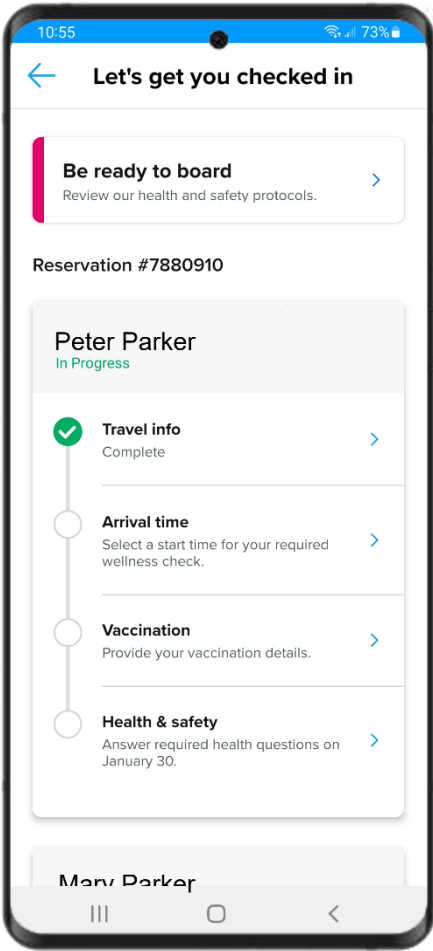 10:55
73%
Let's get you checked in
Be ready to board
Review our health and safety protocols.
Reservation #7880910
Peter Parker
In Progress
Travel info
Complete
Arrival time
Select a start time for your required
wellness check.
Vaccination
Provide your vaccination details.
Health & safety
Answer required health questions on
January 30.
Mary Parker